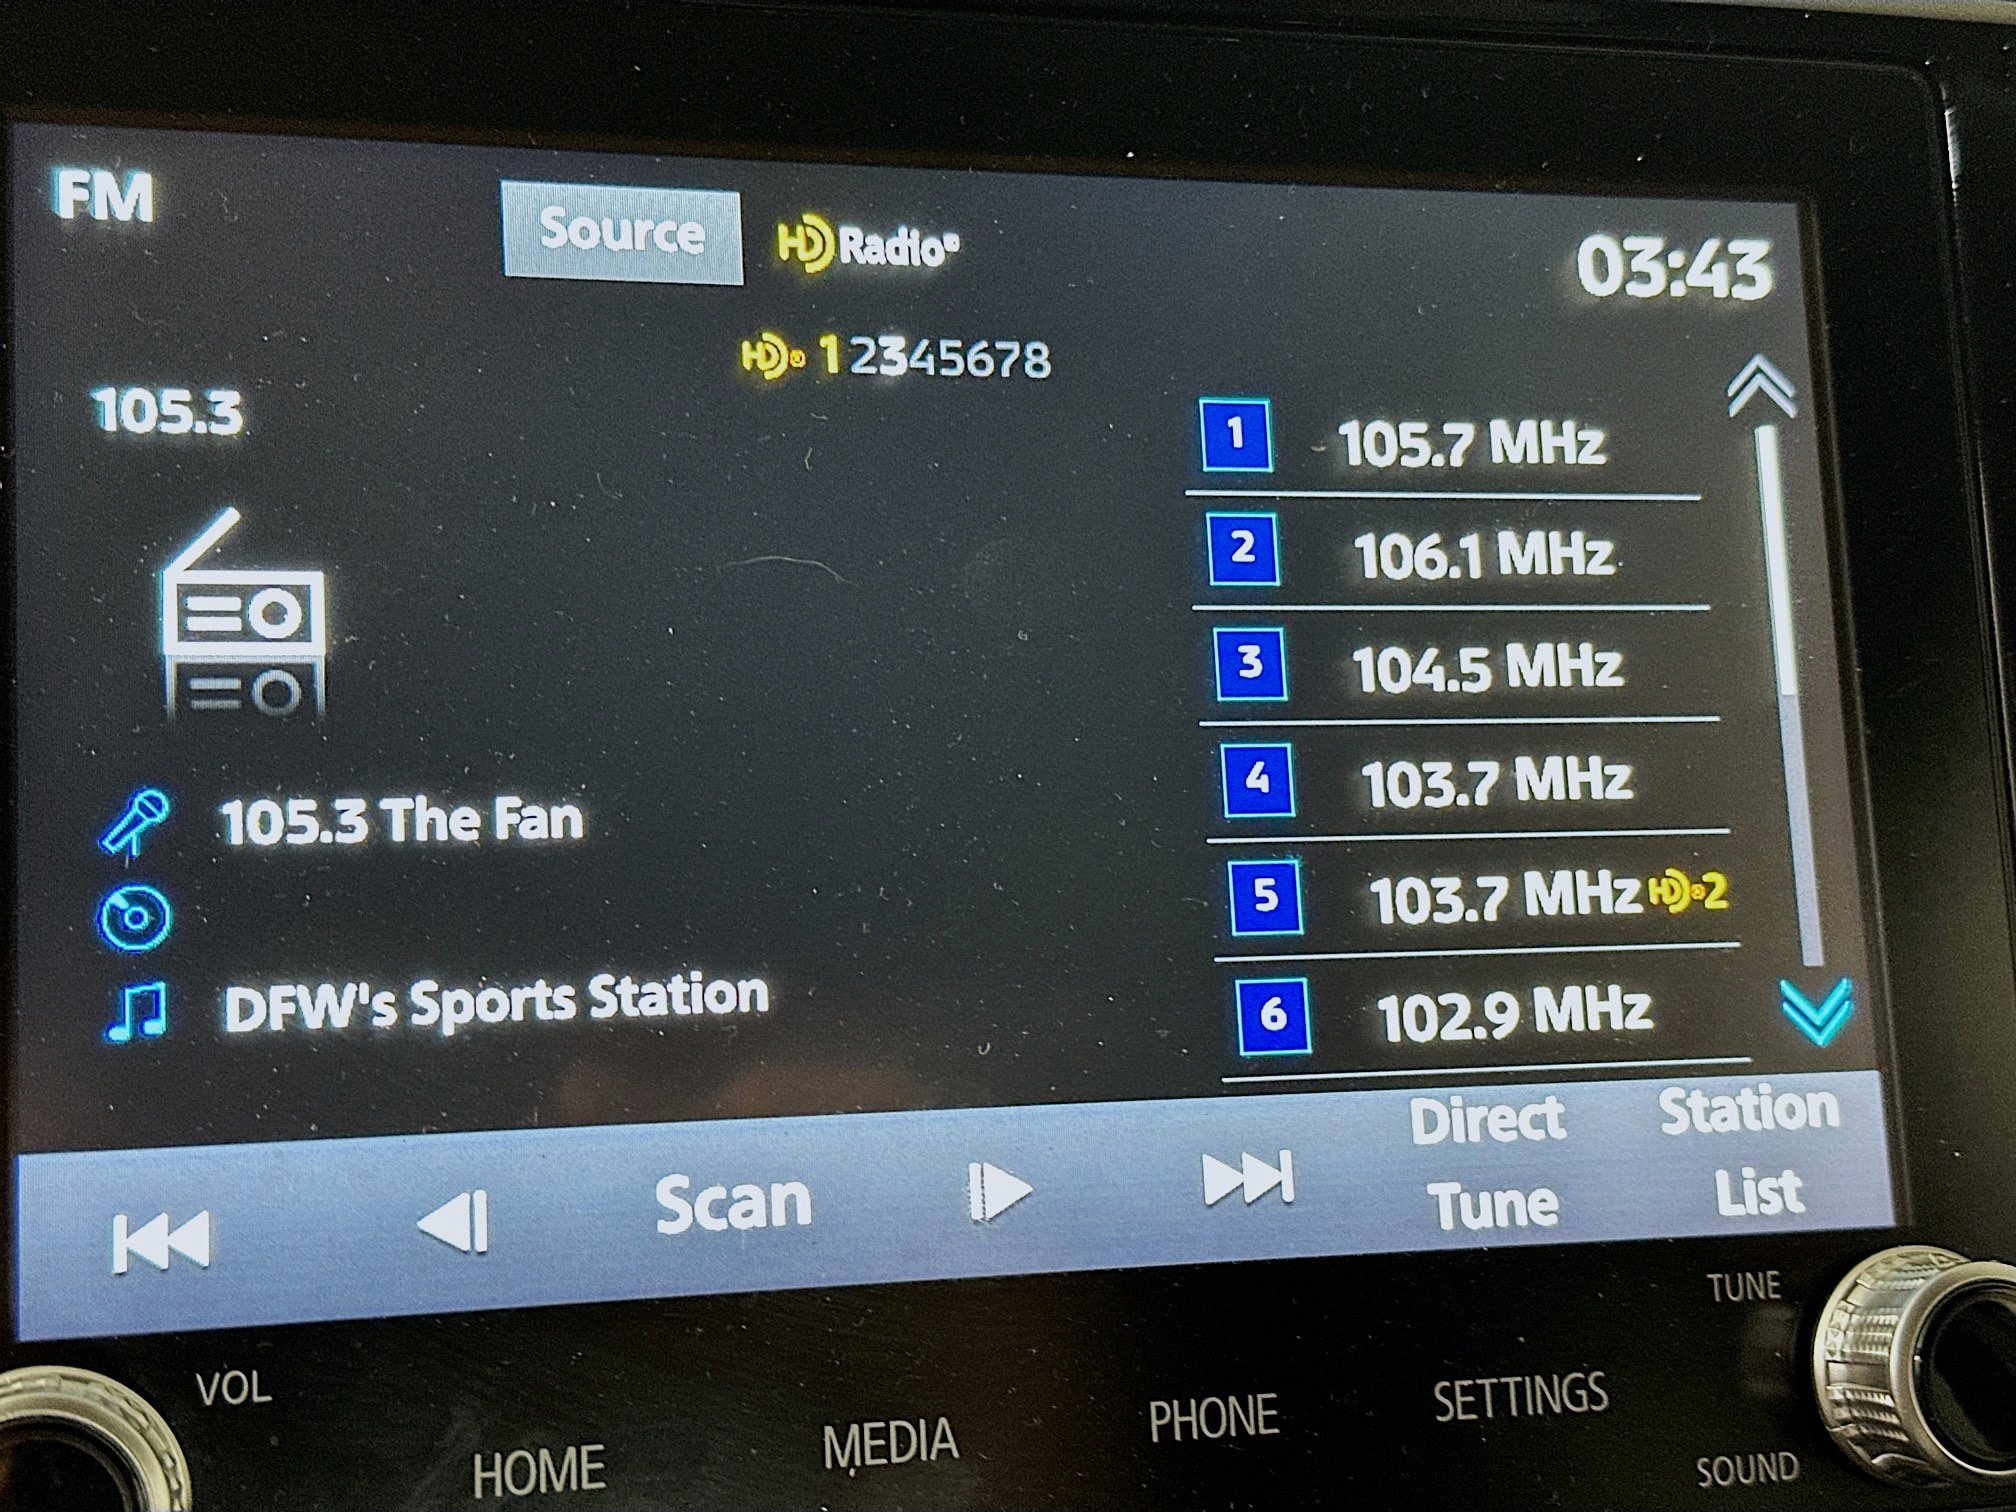 FM
Source
HD Radio®
03:43
HD 12345678
105.3
1 105.7 MHz
2 106.1 MHz
3 104.5 MHz
4 103.7 MHz
105.3 The Fan
5 103.7 MHz HD 2
DFW's Sports Station
6 102.9 MHz
Scan
Direct Tune
Station List
TUNE
VOL
HOME
MEDIA
PHONE
SETTINGS
SOUND